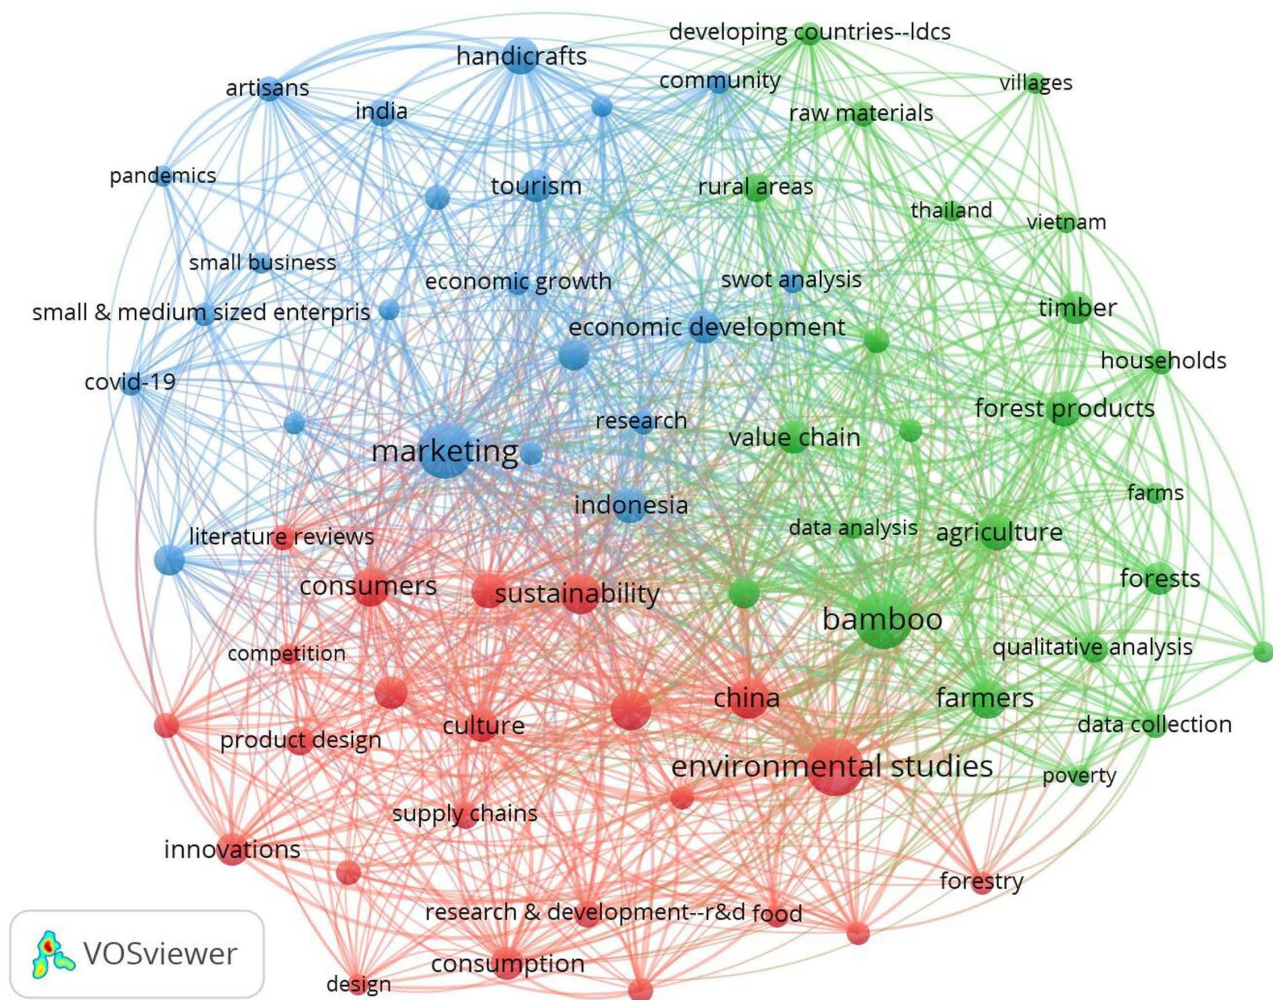 developing countries--ldcs
handicrafts
community
villages
artisans
india
raw materials
pandemics
tourism
rural areas
thailand
vietnam
small business
economic growth
swot analysis
small & medium sized enterpris
economic development
timber
covid-19
households
marketing
research
value chain
forest products
indonesia
farms
literature reviews
data analysis
agriculture
consumers
sustainability
forests
bamboo
competition
qualitative analysis
china
farmers
product design
culture
data collection
environmental studies
poverty
supply chains
innovations
forestry
research & development--r&d
food
VOSviewer
consumption
design